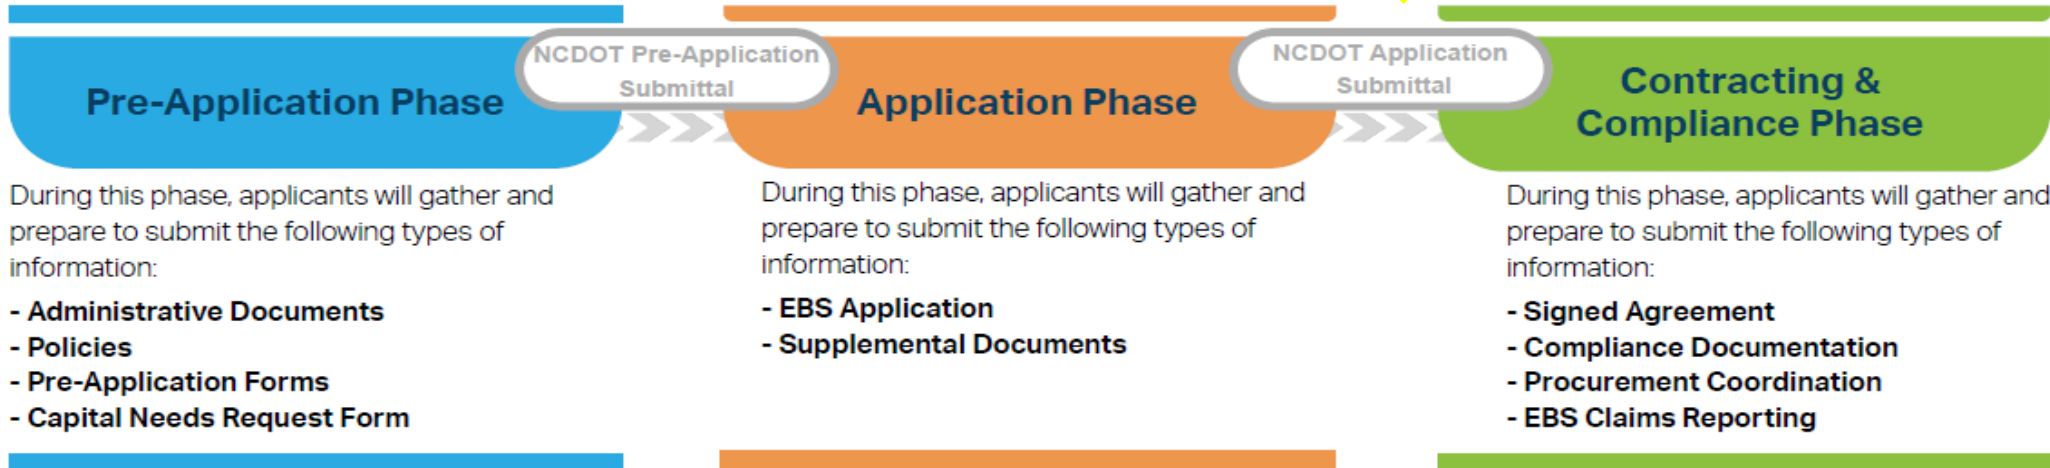 Pre-Application Phase
NCDOT Pre-Application
Submittal
Application Phase
NCDOT Application
Submittal
Contracting &
Compliance Phase
During this phase, applicants will gather and
prepare to submit the following types of
information:
- Administrative Documents
- Policies
- Pre-Application Forms
- Capital Needs Request Form
During this phase, applicants will gather and
prepare to submit the following types of
information:
- EBS Application
- Supplemental Documents
During this phase, applicants will gather and
prepare to submit the following types of
information:
- Signed Agreement
- Compliance Documentation
- Procurement Coordination
- EBS Claims Reporting